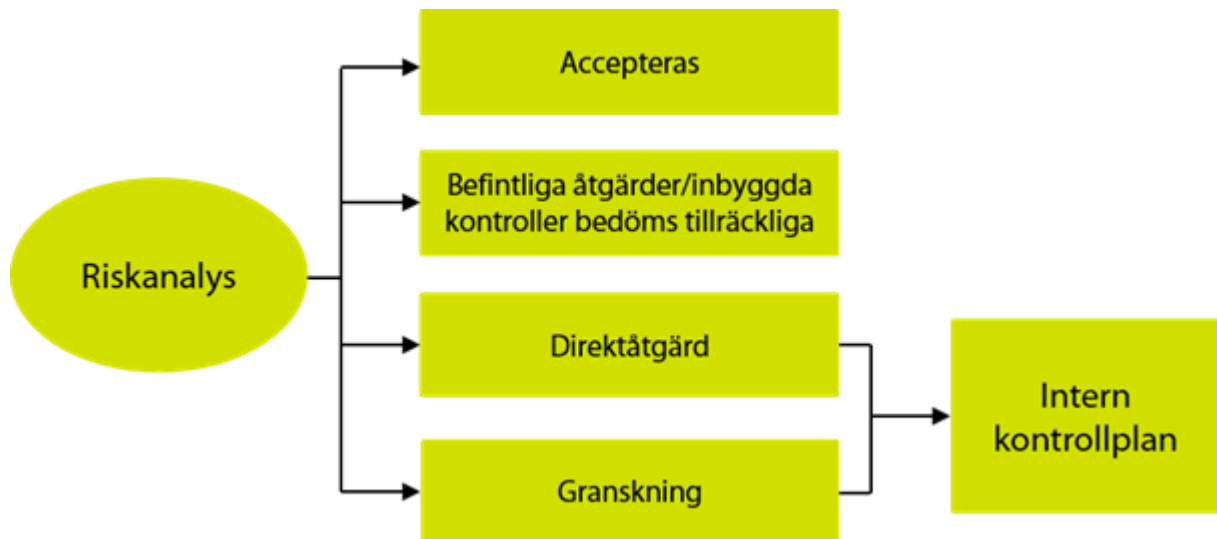 Accepteras
Befintliga åtgärder/inbyggda
kontroller bedöms tillräckliga
Riskanalys
Direktåtgärd
Intern
kontrollplan
Granskning